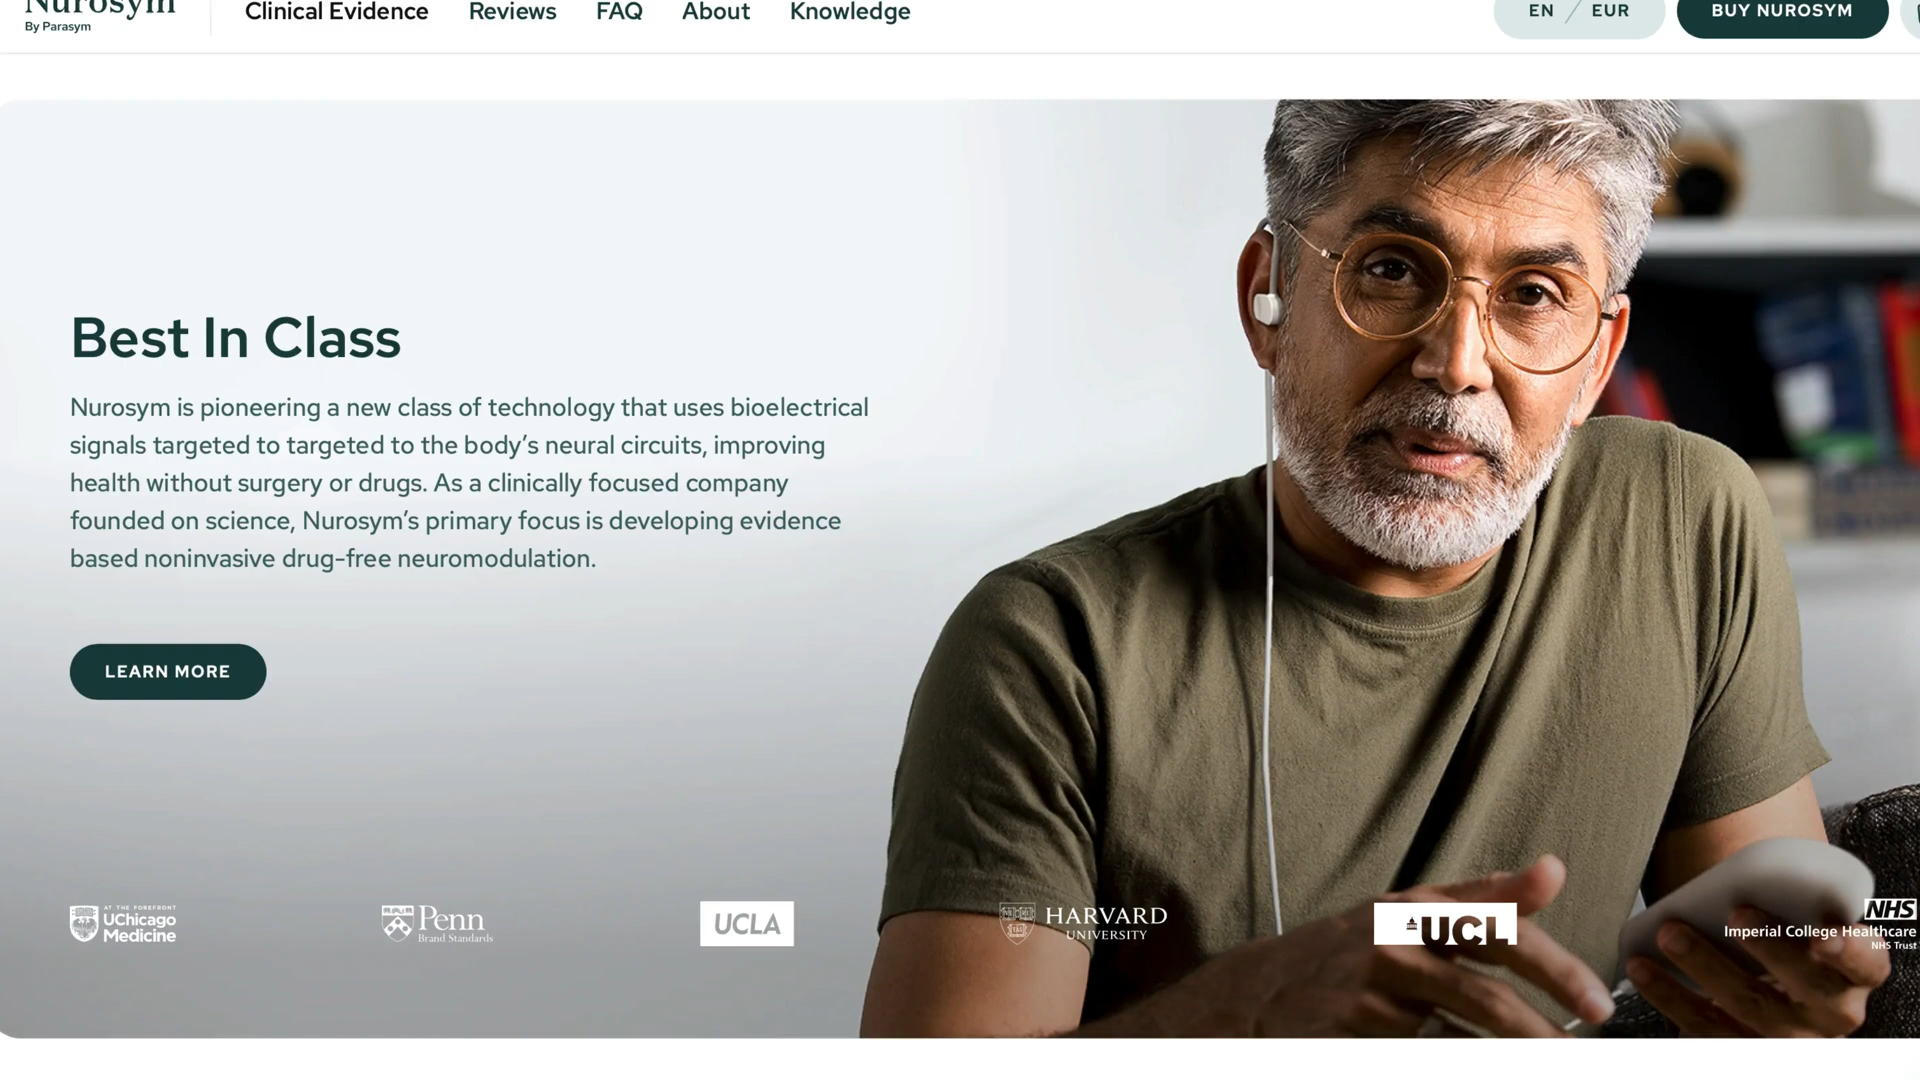 Nurosym
By Parasym
Clinical Evidence
Reviews
FAQ
About
Knowledge
EN / EUR
BUY NUROSYM
Best In Class
Nurosym is pioneering a new class of technology that uses bioelectrical
signals targeted to targeted to the body’s neural circuits, improving
health without surgery or drugs. As a clinically focused company
founded on science, Nurosym’s primary focus is developing evidence
based noninvasive drug-free neuromodulation.
LEARN MORE
AT THE FOREFRONT
UChicago
Medicine
Penn
Brand Standards
UCLA
HARVARD
UNIVERSITY
UCL
NHS
Imperial College Healthcare
NHS Trust